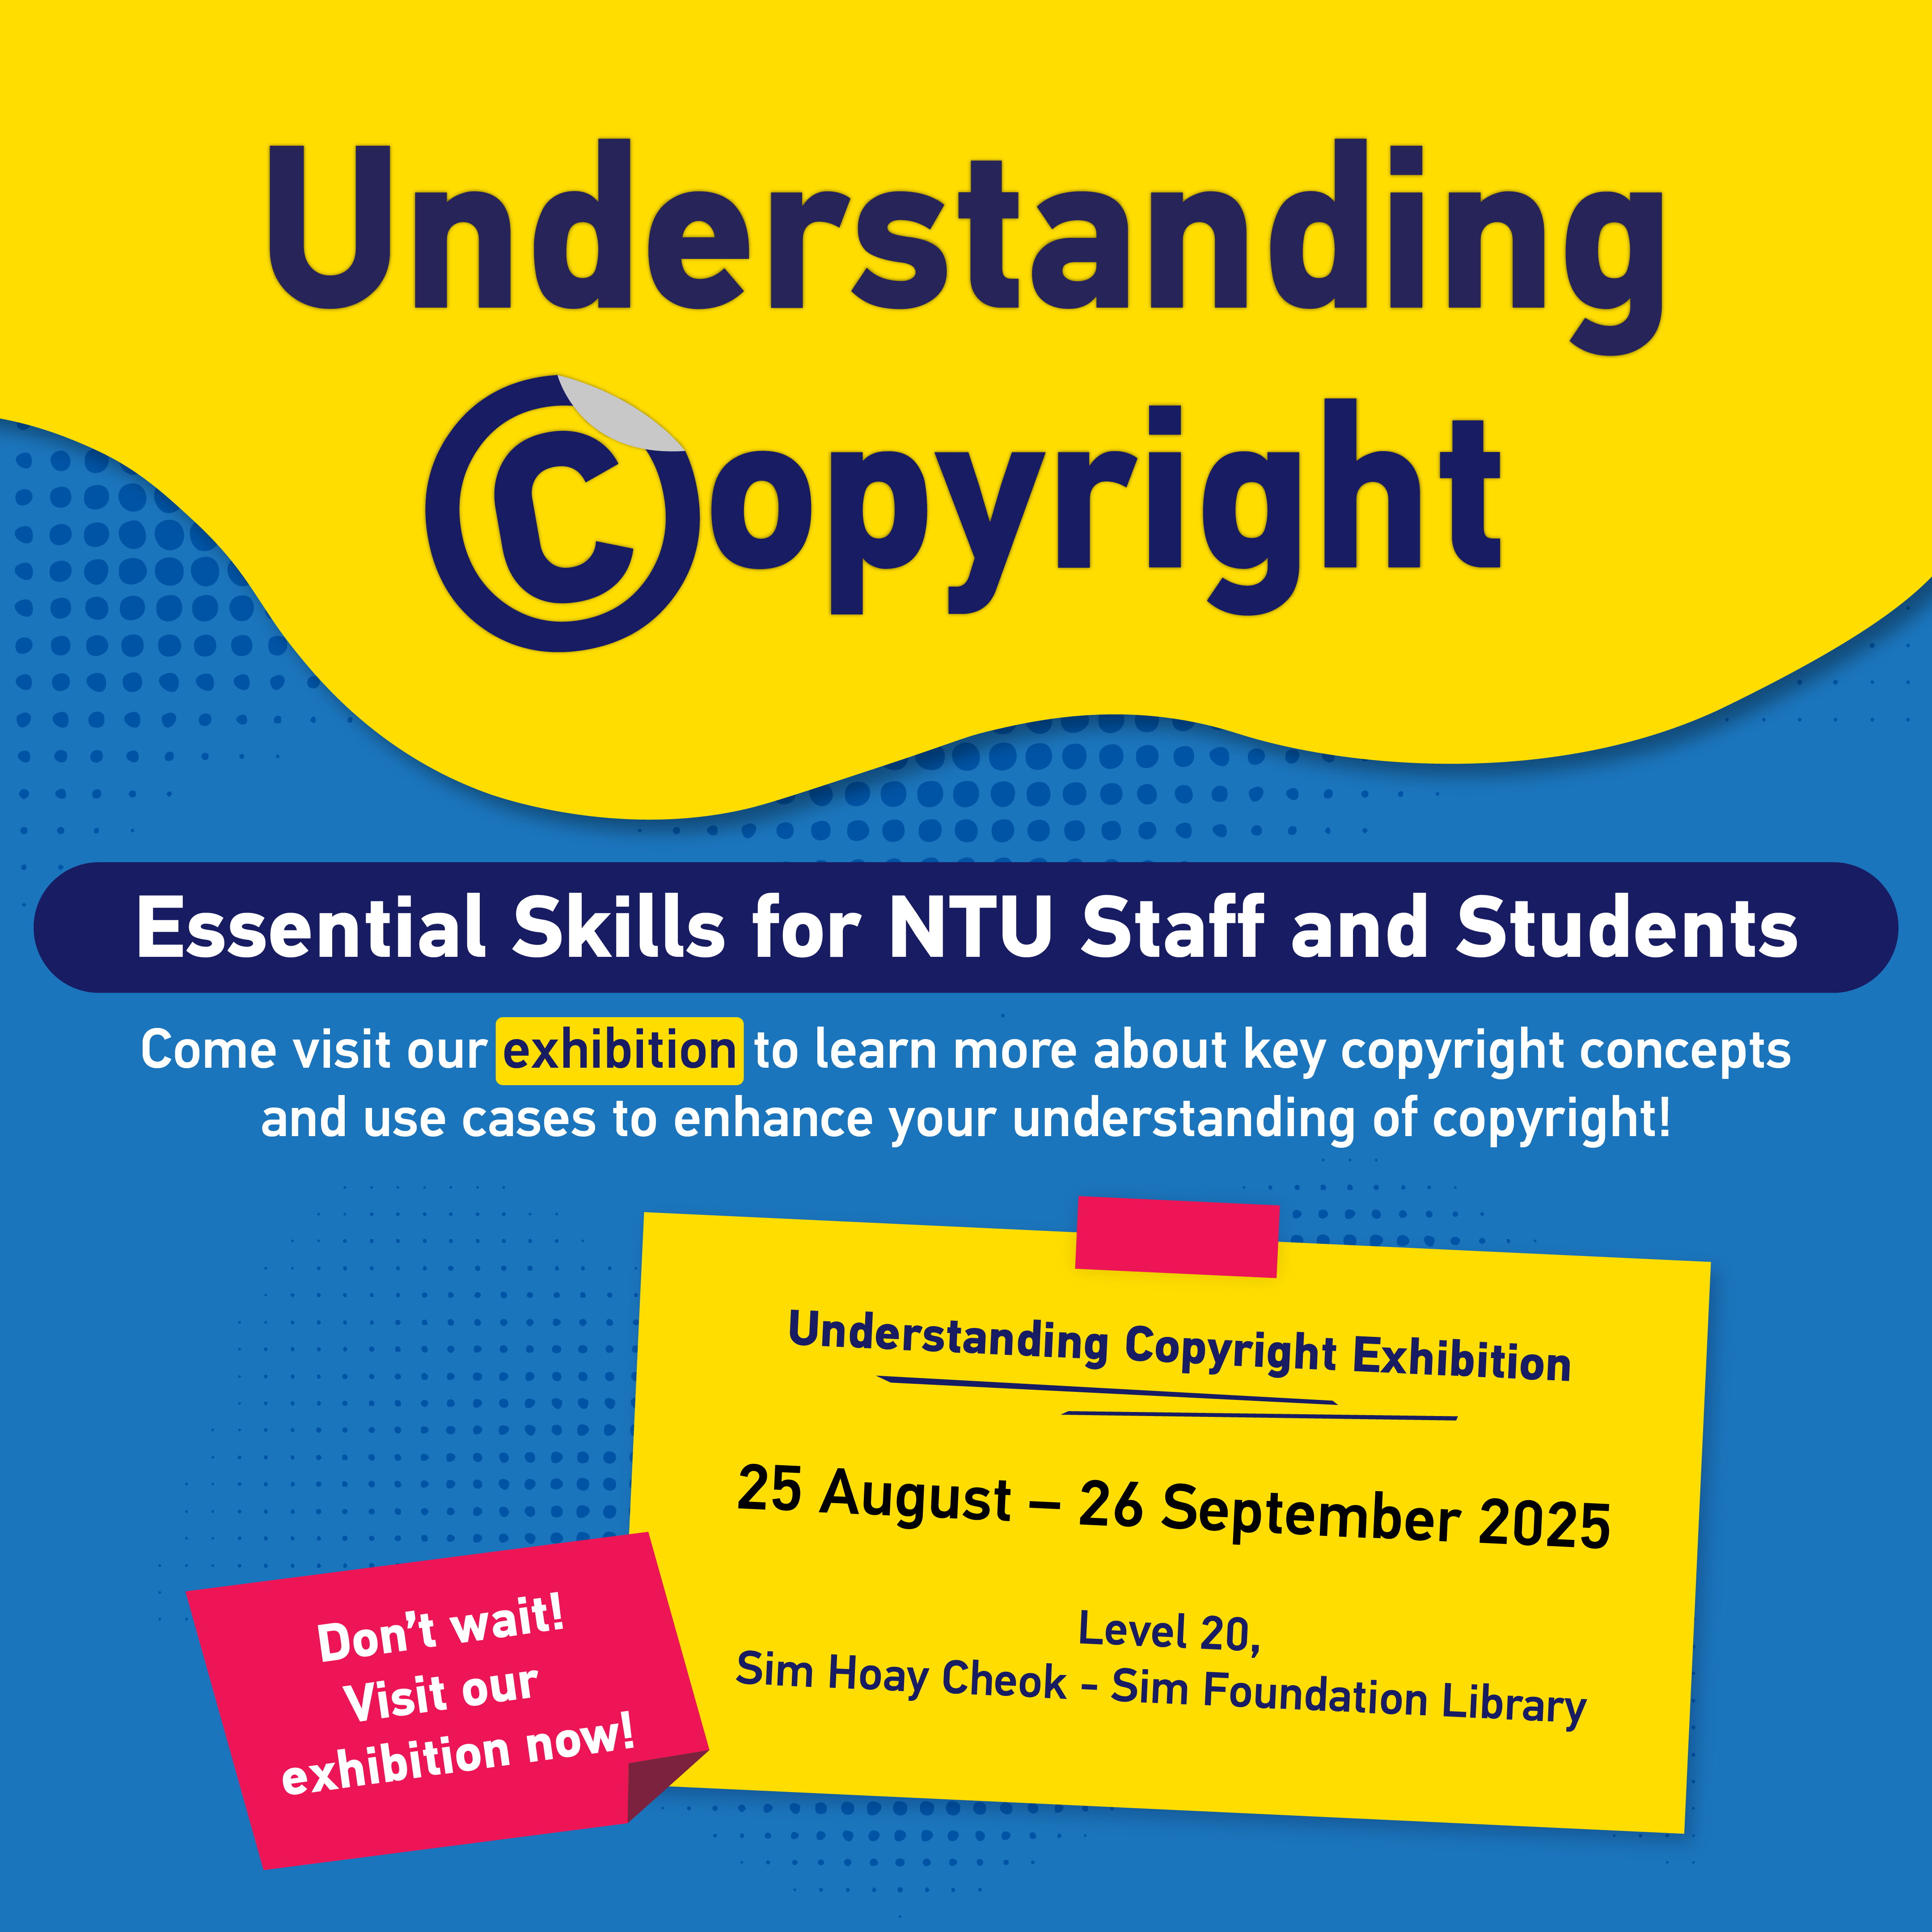 Understanding
Copyright
Essential Skills for NTU Staff and Students
Come visit our exhibition to learn more about key copyright concepts
and use cases to enhance your understanding of copyright!
Understanding Copyright Exhibition
25 August – 26 September 2025
Level 20,
Sim Hoay Cheok - Sim Foundation Library
Don't wait!
Visit our
exhibition now!